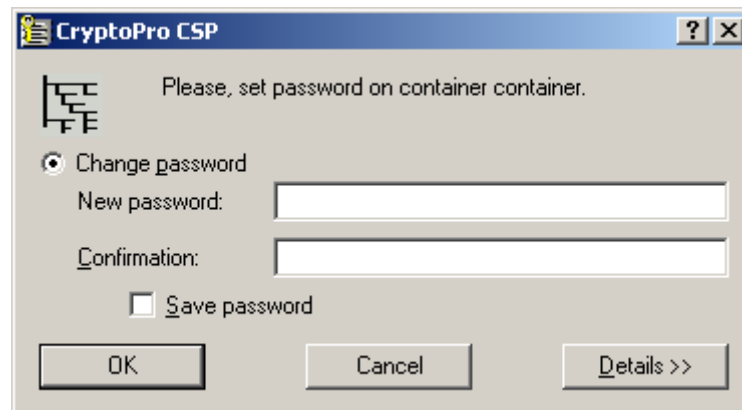 CryptoPro CSP
Please, set password on container container.
Change password
New password:
Confirmation:
Save password
OK Cancel Details >>